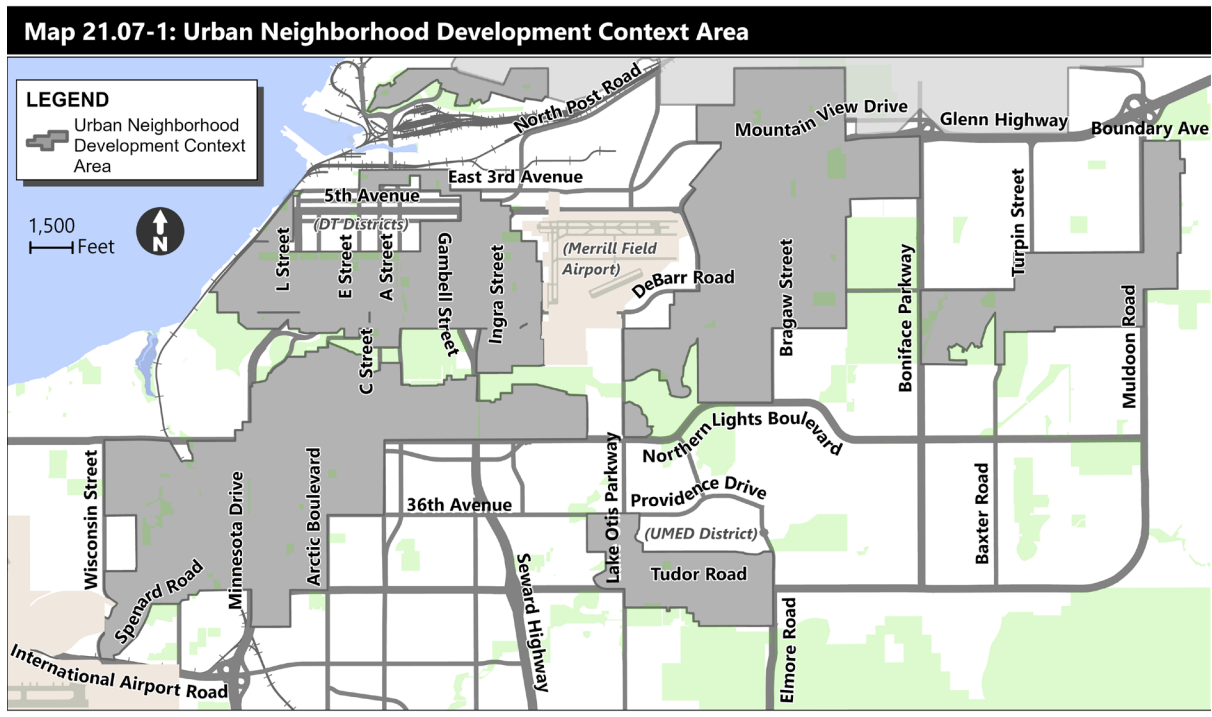 Map 21.07-1: Urban Neighborhood Development Context Area
LEGEND
Urban Neighborhood
Development Context
Area
1,500
Feet
N
North Post Road
Mountain View Drive
Glenn Highway
Boundary Ave
East 3rd Avenue
5th Avenue
(DT Districts)
L Street
E Street
A Street
Gambell Street
Ingra Street
(Merrill Field
Airport)
DeBarr Road
Bragaw Street
Boniface Parkway
Turpin Street
Muldoon Road
C Street
Northern Lights Boulevard
Wisconsin Street
Minnesota Drive
Arctic Boulevard
36th Avenue
Lake Otis Parkway
Providence Drive
(UMED District)
Baxter Road
Spenard Road
Seward Highway
Tudor Road
Elmore Road
International Airport Road